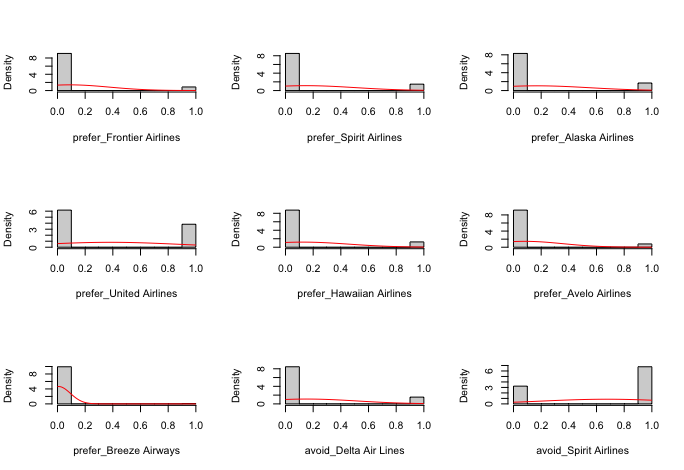 Density
8
4
0
0.0 0.2 0.4 0.6 0.8 1.0
prefer_Frontier Airlines
Density
8
4
0
0.0 0.2 0.4 0.6 0.8 1.0
prefer_Spirit Airlines
Density
8
4
0
0.0 0.2 0.4 0.6 0.8 1.0
prefer_Alaska Airlines
Density
6
3
0
0.0 0.2 0.4 0.6 0.8 1.0
prefer_United Airlines
Density
8
4
0
0.0 0.2 0.4 0.6 0.8 1.0
prefer_Hawaiian Airlines
Density
8
4
0
0.0 0.2 0.4 0.6 0.8 1.0
prefer_Avelo Airlines
Density
8
4
0
0.0 0.2 0.4 0.6 0.8 1.0
prefer_Breeze Airways
Density
8
4
0
0.0 0.2 0.4 0.6 0.8 1.0
avoid_Delta Air Lines
Density
6
3
0
0.0 0.2 0.4 0.6 0.8 1.0
avoid_Spirit Airlines